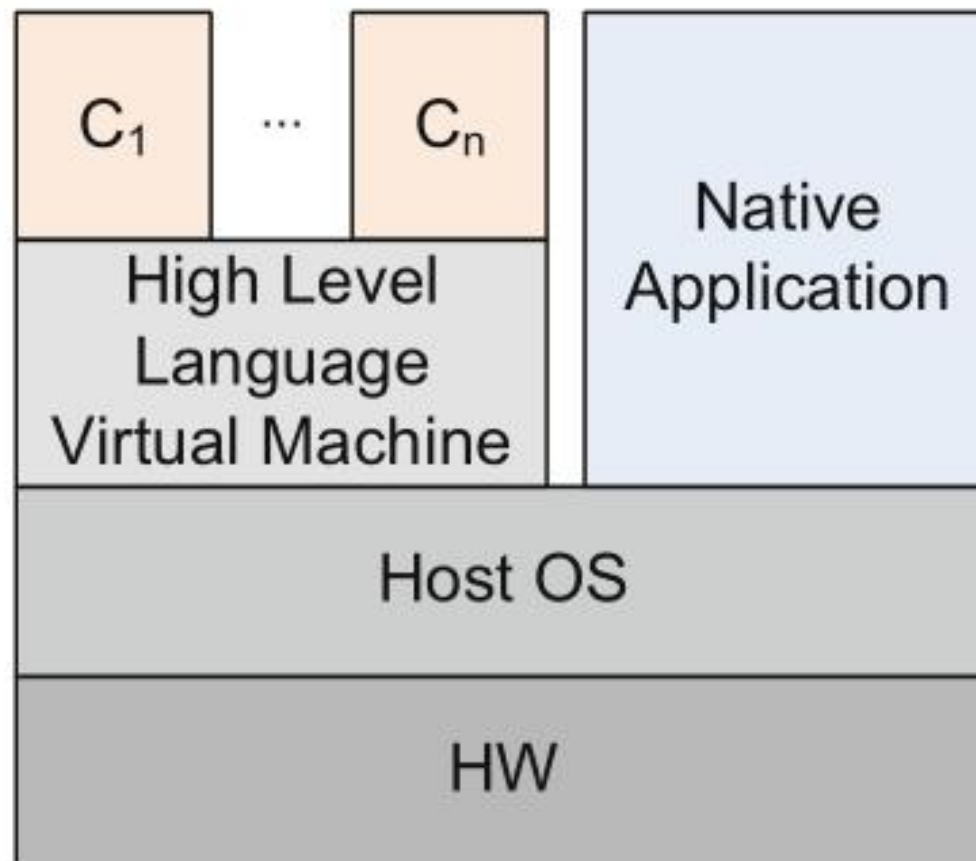 C₁ ... Cₙ
Native
Application
High Level
Language
Virtual Machine
Host OS
HW